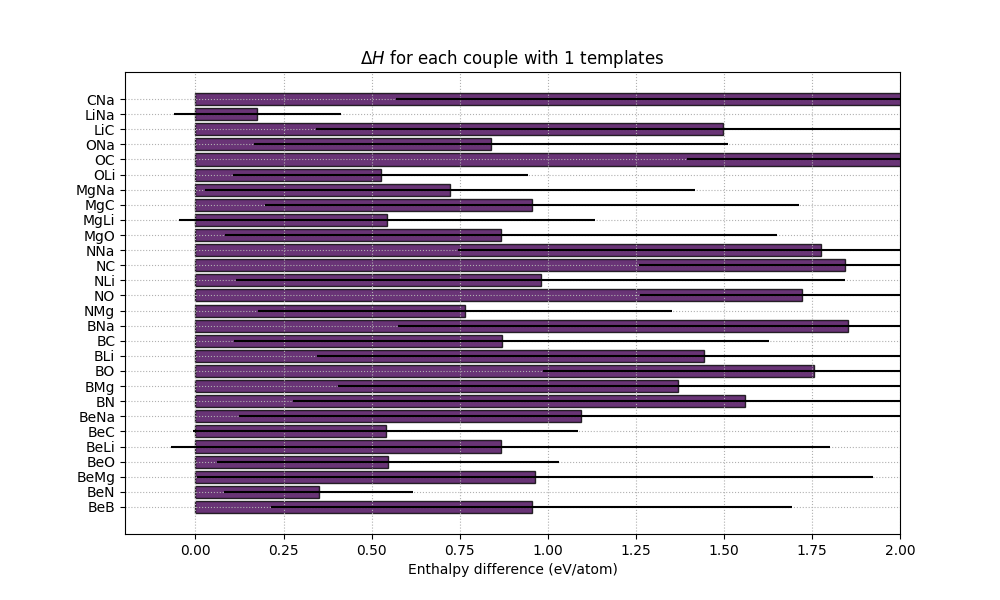 ΔH for each couple with 1 templates
CNa
LiNa
LiC
ONa
OC
OLi
MgNa
MgC
MgLi
MgO
NNa
NC
NLi
NO
NMg
BNa
BC
BLi
BO
BMg
BN
BeNa
BeC
BeLi
BeO
BeMg
BeN
BeB
0.00 0.25 0.50 0.75 1.00 1.25 1.50 1.75 2.00
Enthalpy difference (eV/atom)